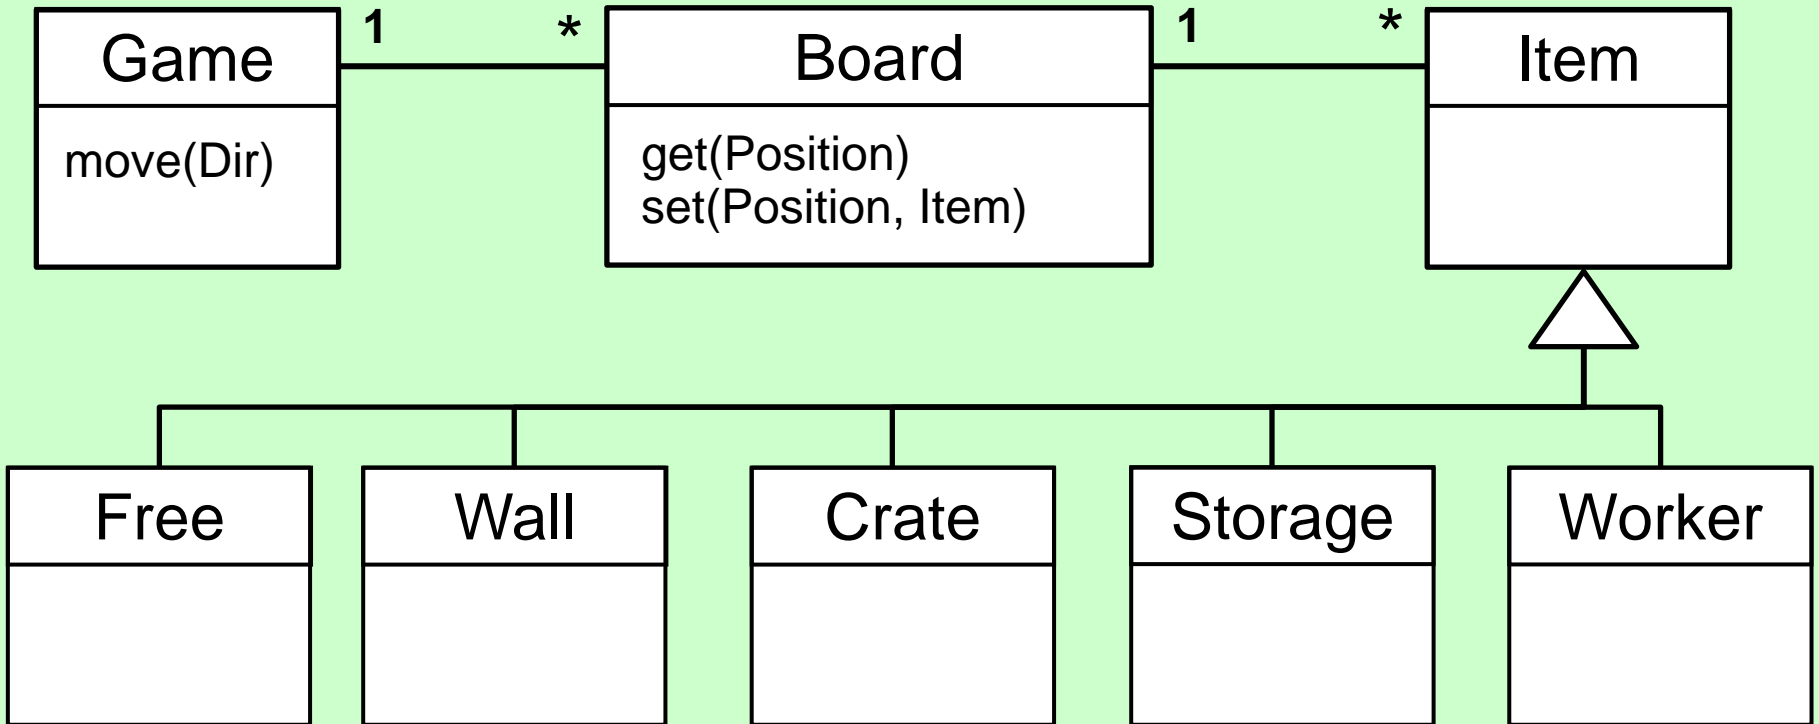 Game
1
*
Board
1
*
Item
move(Dir)
get(Position)
set(Position, Item)
Free
Wall
Crate
Storage
Worker